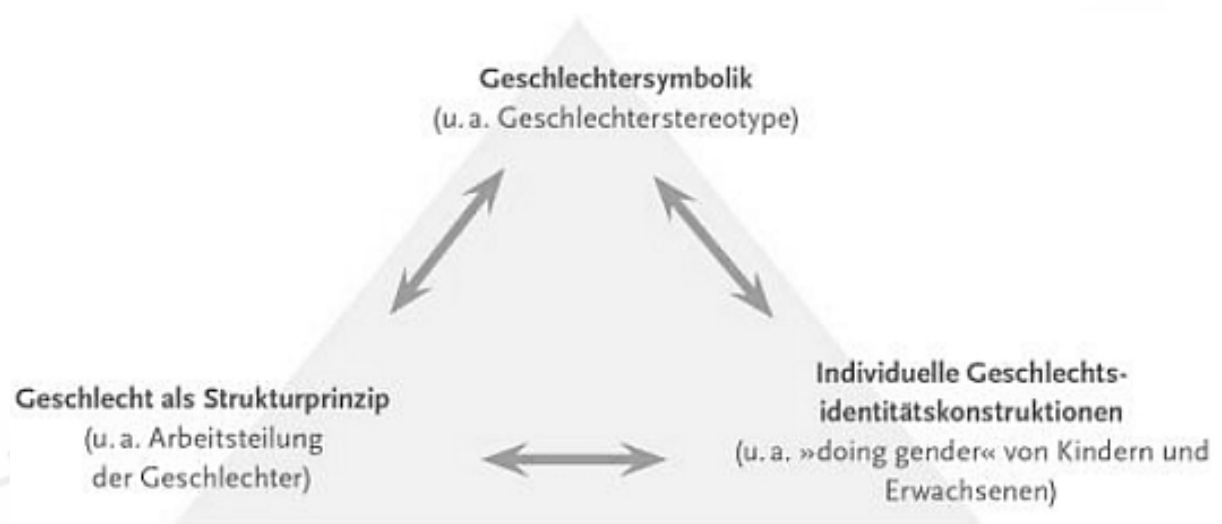 Geschlechtersymbolik
(u. a. Geschlechterstereotype)
Geschlecht als Strukturprinzip
(u. a. Arbeitsteilung
der Geschlechter)
Individuelle Geschlechts-
identitätskonstruktionen
(u. a. »doing gender« von Kindern und
Erwachsenen)